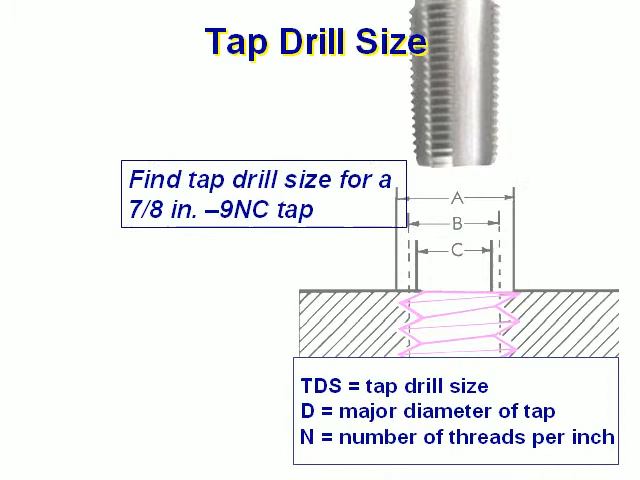 Tap Drill Size
Find tap drill size for a
7/8 in. –9NC tap
A
B
C
TDS = tap drill size
D = major diameter of tap
N = number of threads per inch